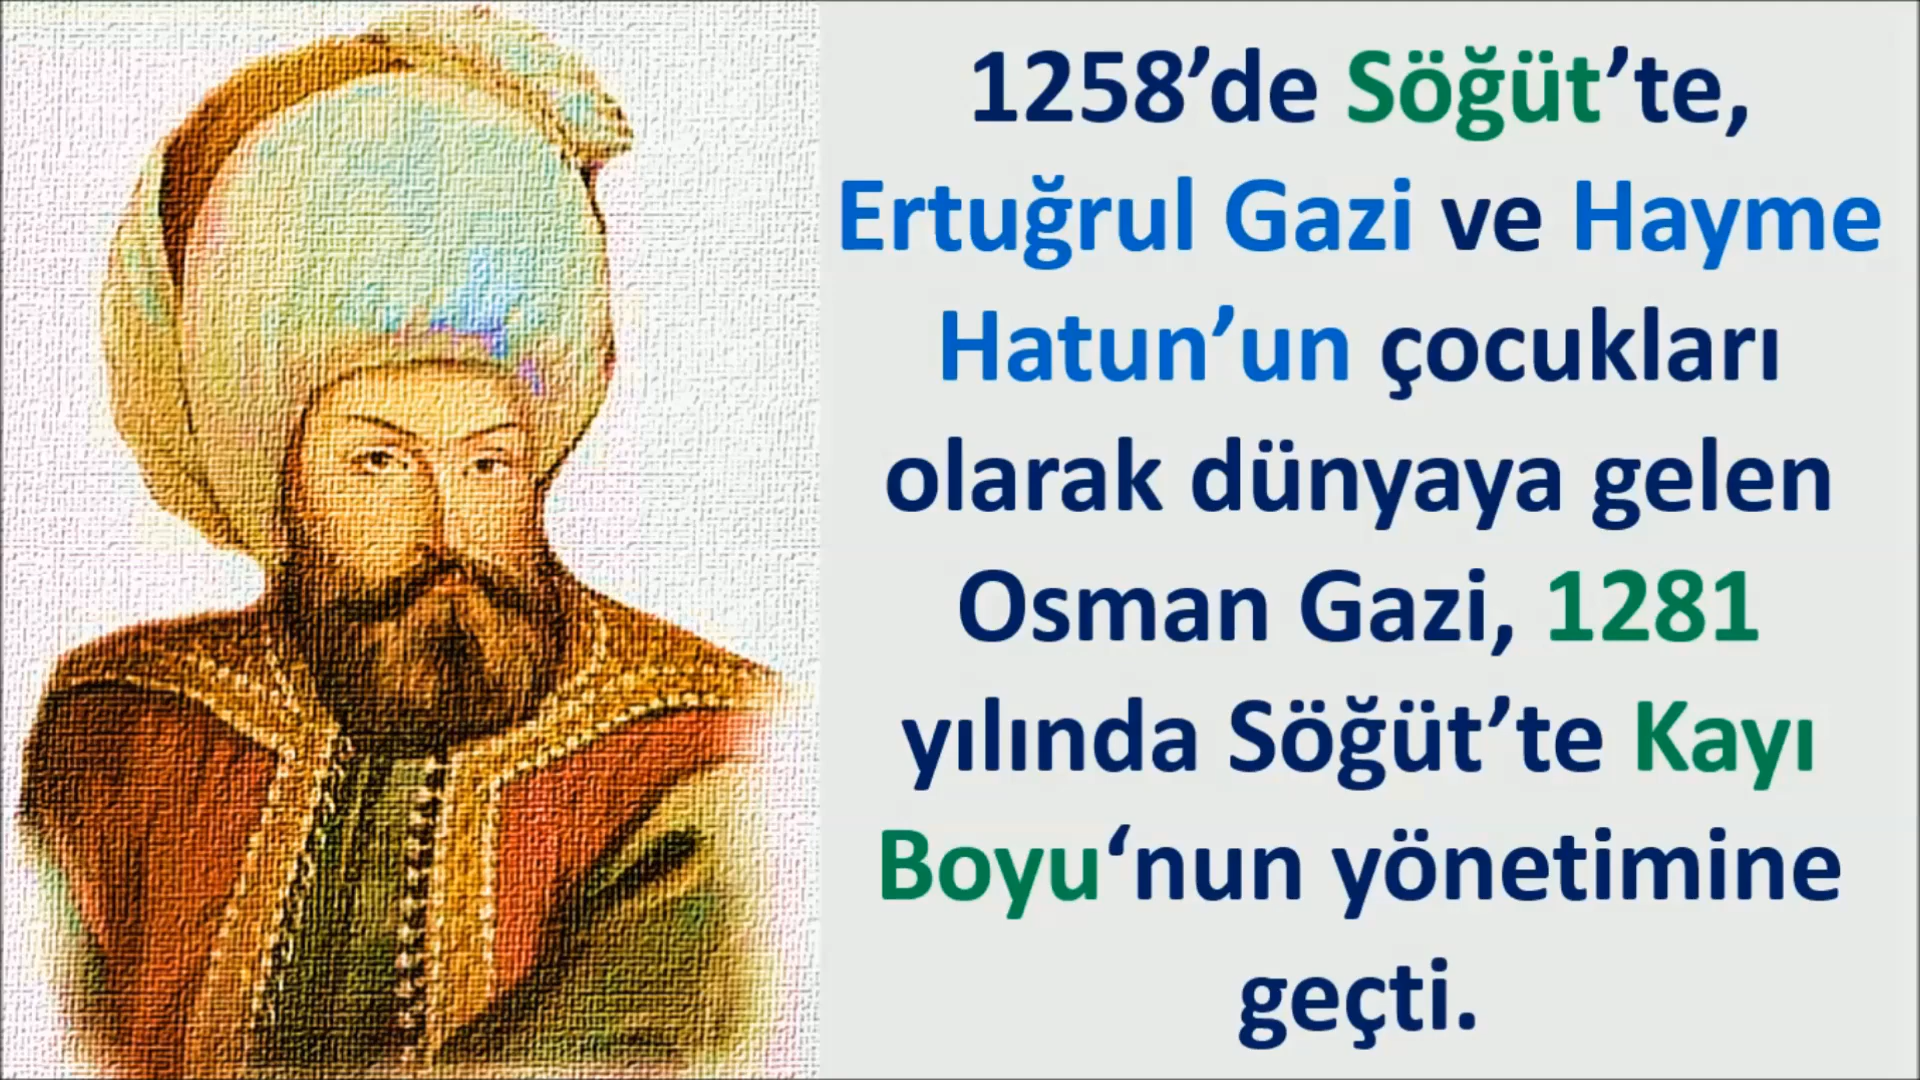 1258’de Söğüt’te,
Ertuğrul Gazi ve Hayme
Hatun’un çocukları
olarak dünyaya gelen
Osman Gazi, 1281
yılında Söğüt’te Kayı
Boyu‘nun yönetimine
geçti.